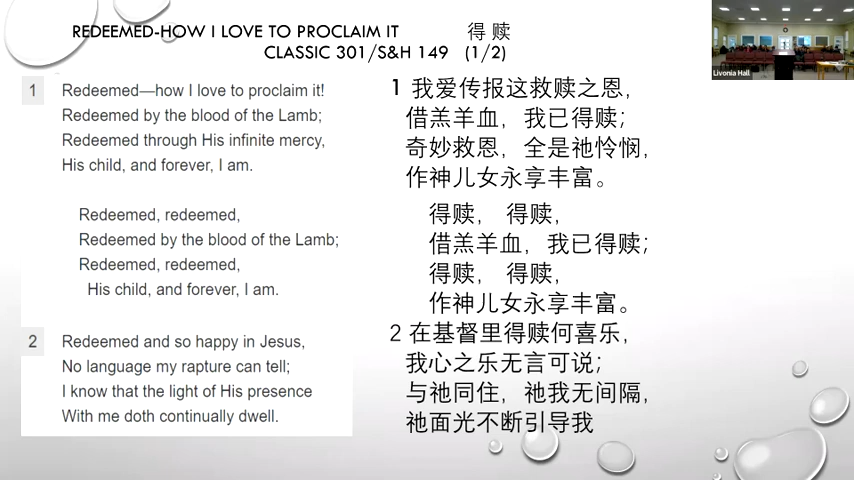 REDEEMED-HOW I LOVE TO PROCLAIM IT 得 赎
CLASSIC 301/S&H 149 (1/2)
Livonia Hall
1 Redeemed—how I love to proclaim it!
Redeemed by the blood of the Lamb;
Redeemed through His infinite mercy,
His child, and forever, I am.
Redeemed, redeemed,
Redeemed by the blood of the Lamb;
Redeemed, redeemed,
His child, and forever, I am.
2 Redeemed and so happy in Jesus,
No language my rapture can tell;
I know that the light of His presence
With me doth continually dwell.
1 我爱传报这救赎之恩，
借羔羊血，我已得赎；
奇妙救恩，全是祂怜悯，
作神儿女永享丰富。
得赎， 得赎，
借羔羊血，我已得赎；
得赎， 得赎，
作神儿女永享丰富。
2 在基督里得赎何喜乐，
我心之乐无言可说；
与祂同住，祂我无间隔，
祂面光不断引导我